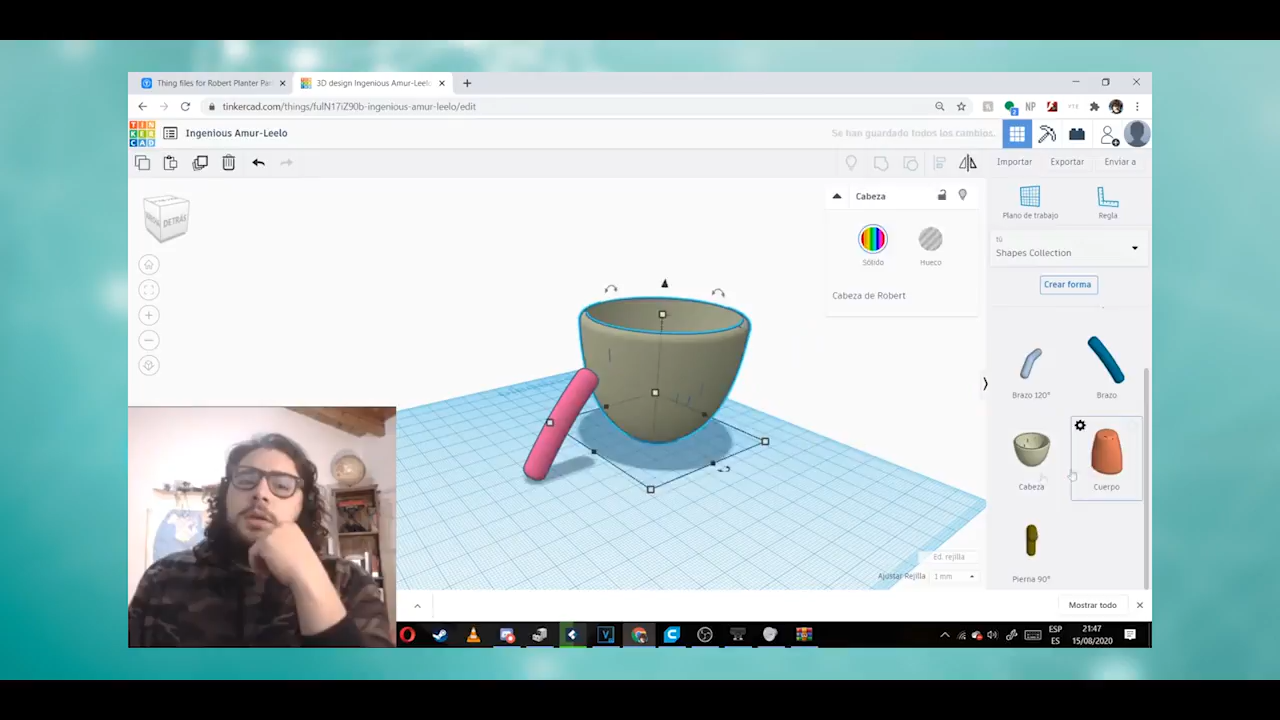 Thing files for Robert Planter Pac
3D design Ingenious Amur-Leelo
tinkercad.com/things/fulN17iZ90b-ingenious-amur-leelo/edit
NP
TIN
KER
CAD
Ingenious Amur-Leelo
Se han guardado todos los cambios.
Importar
Exportar
Enviar a
DETRÁS
Cabeza
Sólido
Hueco
Cabeza de Robert
Plano de trabajo
Regla
Tú
Shapes Collection
Crear forma
Brazo 120°
Brazo
Cabeza
Cuerpo
Pierna 90°
Ed. rejilla
Ajustar Rejilla
1 mm
Mostrar todo
ESP
ES
21:47
15/08/2020